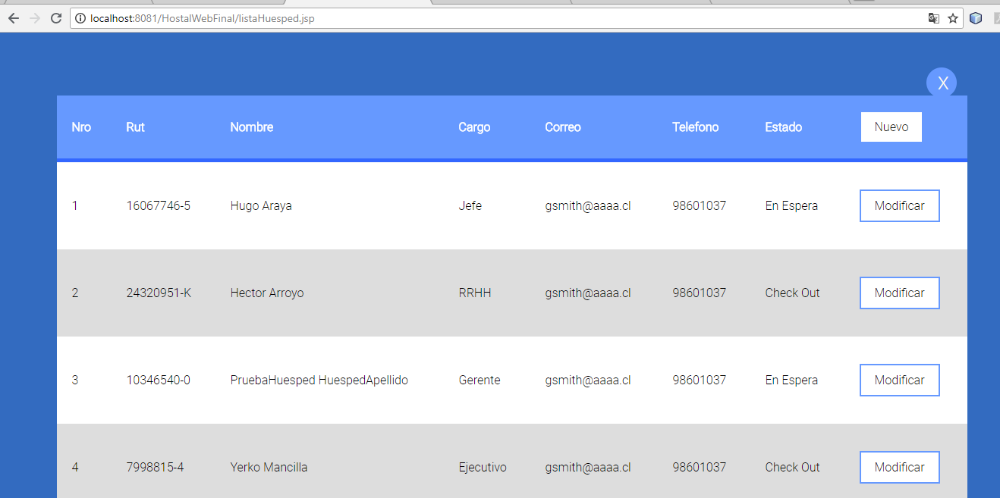 localhost:8081/HostalWebFinal/listaHuesped.jsp
X
Nro Rut Nombre Cargo Correo Telefono Estado Nuevo
1 16067746-5 Hugo Araya Jefe gsmith@aaaa.cl 98601037 En Espera Modificar
2 24320951-K Hector Arroyo RRHH gsmith@aaaa.cl 98601037 Check Out Modificar
3 10346540-0 PruebaHuesped HuespedApellido Gerente gsmith@aaaa.cl 98601037 En Espera Modificar
4 7998815-4 Yerko Mancilla Ejecutivo gsmith@aaaa.cl 98601037 Check Out Modificar